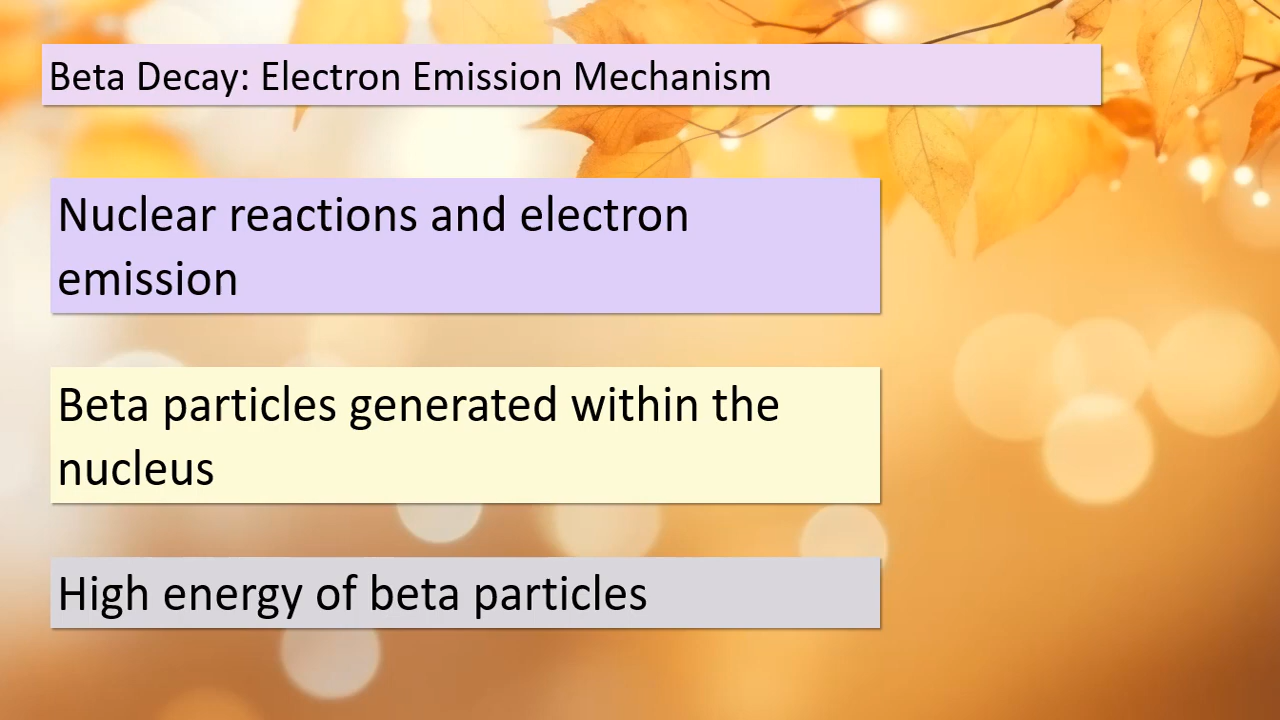 Beta Decay: Electron Emission Mechanism
Nuclear reactions and electron
emission
Beta particles generated within the
nucleus
High energy of beta particles